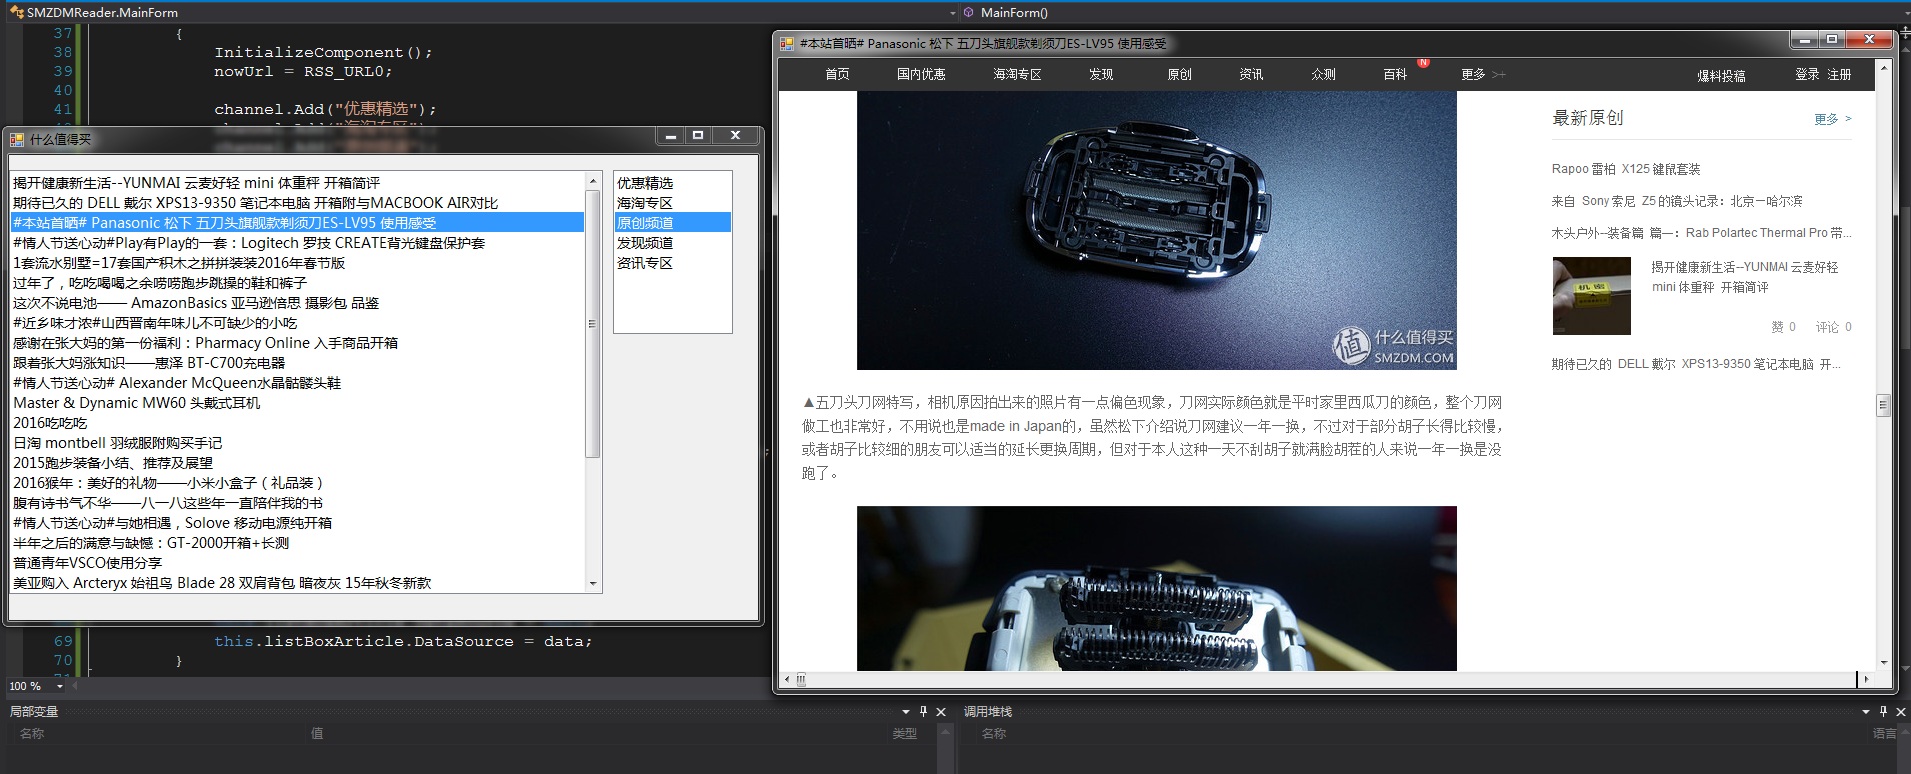 SMZDMReader.MainForm
MainForm()
37 {
38 InitializeComponent();
39 nowUrl = RSS_URL0;
40
41 channel.Add("优惠精选");
什么值得买
揭开健康新生活--YUNMAI 云麦好轻 mini 体重秤 开箱简评
期待已久的 DELL 戴尔 XPS13-9350 笔记本电脑 开箱附与MACBOOK AIR对比
#本站首晒# Panasonic 松下 五刀头旗舰款剃须刀ES-LV95 使用感受
#情人节送心动#Play有Play的一套：Logitech 罗技 CREATE背光键盘保护套
1套流水别墅=17套国产积木之拼拼装装2016年春节版
过年了，吃吃喝喝之余唠唠跑步跳操的鞋和裤子
这次不说电池—— AmazonBasics 亚马逊倍思 摄影包 品鉴
#近乡味才浓#山西晋南年味儿不可缺少的小吃
感谢在张大妈的第一份福利：Pharmacy Online 入手商品开箱
跟着张大妈涨知识——惠泽 BT-C700充电器
#情人节送心动# Alexander McQueen水晶骷髅头鞋
Master & Dynamic MW60 头戴式耳机
2016吃吃吃
日淘 montbell 羽绒服附购买手记
2015跑步装备小结、推荐及展望
2016猴年：美好的礼物——小米小盒子（礼品装）
腹有诗书气不华——八一八这些年一直陪伴我的书
#情人节送心动#与她相遇，Solove 移动电源纯开箱
半年之后的满意与缺憾：GT-2000开箱+长测
普通青年VSCO使用分享
美亚购入 Arcteryx 始祖鸟 Blade 28 双肩背包 暗夜灰 15年秋冬新款
优惠精选
海淘专区
原创频道
发现频道
资讯专区
69 this.listBoxArticle.DataSource = data;
70 }
100 %
#本站首晒# Panasonic 松下 五刀头旗舰款剃须刀ES-LV95 使用感受
首页 国内优惠 海淘专区 发现 原创 资讯 众测 百科 N 更多 >+ 爆料投稿 登录 注册
什么值得买
SMZDM.COM
▲五刀头刀网特写，相机原因拍出来的照片有一点偏色现象，刀网实际颜色就是平时家里西瓜刀的颜色，整个刀网
做工也非常好，不用说也是made in Japan的，虽然松下介绍说刀网建议一年一换，不过对于部分胡子长得比较慢，
或者胡子比较细的朋友可以适当的延长更换周期，但对于本人这种一天不刮胡子就满脸胡茬的人来说一年一换是没
跑了。
最新原创 更多 >
Rapoo 雷柏 X125 键鼠套装
来自 Sony 索尼 Z5 的镜头记录：北京—哈尔滨
木头户外--装备篇 篇一：Rab Polartec Thermal Pro 带...
揭开健康新生活--YUNMAI 云麦好轻
mini 体重秤 开箱简评
赞 0 评论 0
期待已久的 DELL 戴尔 XPS13-9350 笔记本电脑 开...
局部变量
名称 值 类型
调用堆栈
名称 语言